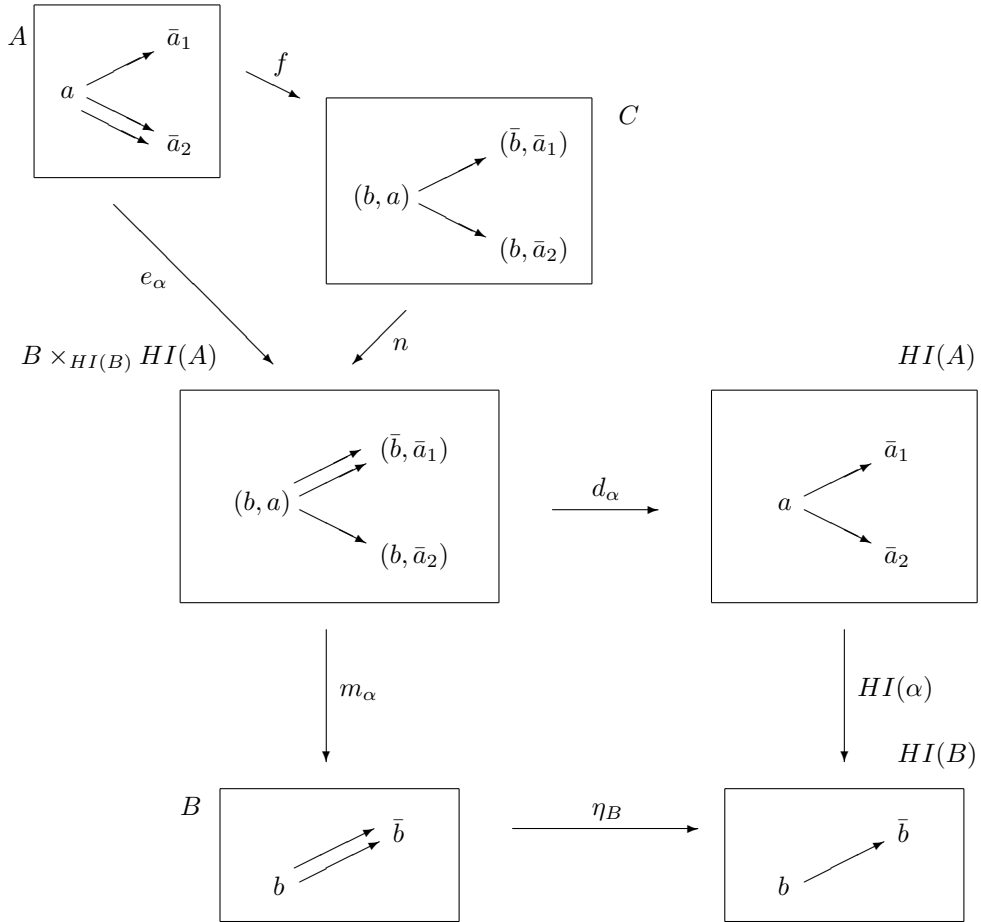 A
ā₁
a
ā₂
f
C
(b̄, ā₁)
(b, a)
(b, ā₂)
e_α
n
B ×_{HI(B)} HI(A)
HI(A)
(b̄, ā₁)
(b, a)
(b, ā₂)
d_α
ā₁
a
ā₂
m_α
HI(α)
HI(B)
B
b̄
b
η_B
b̄
b